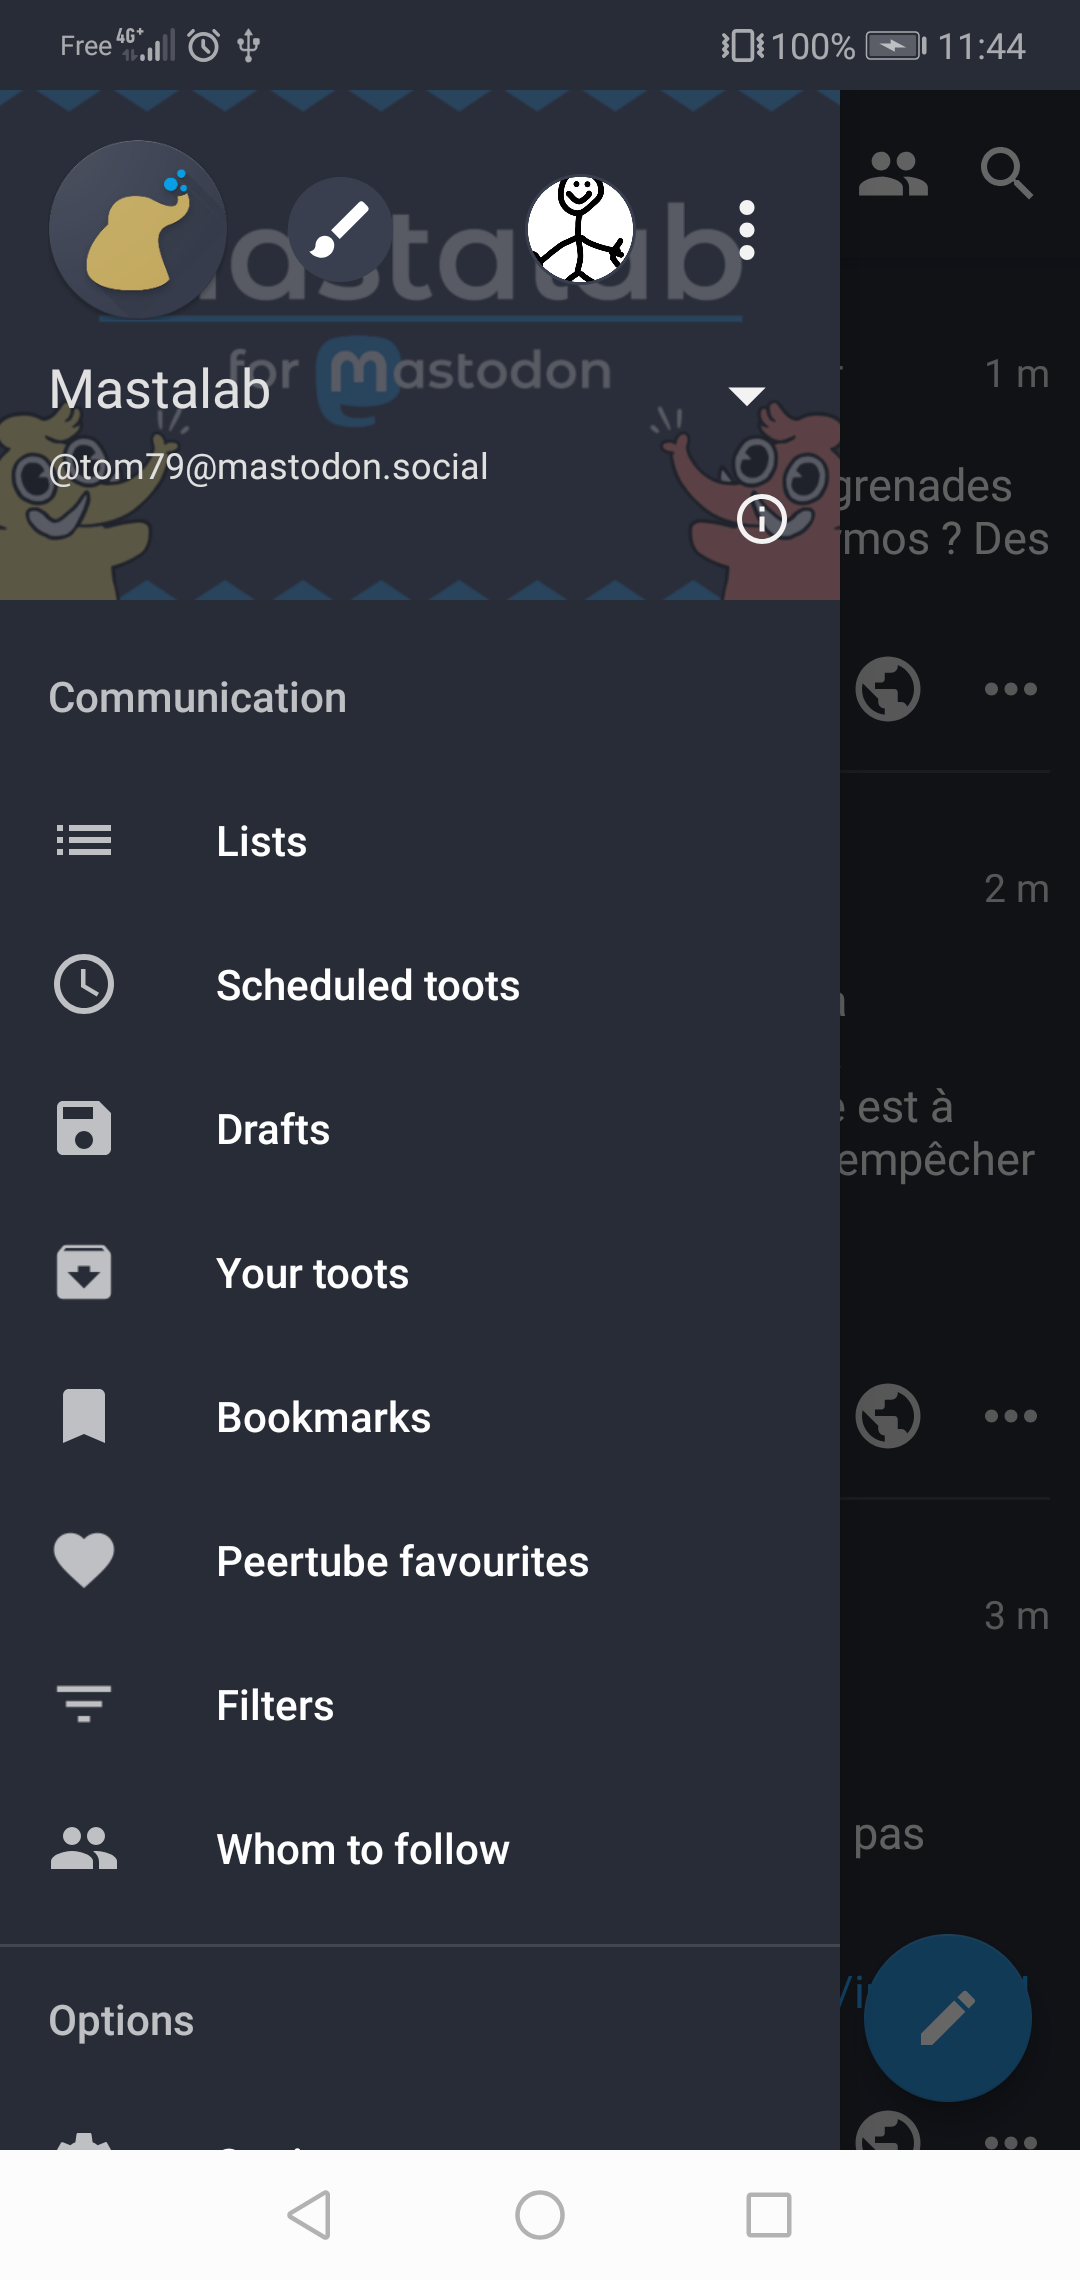 Free 4G+ 100% 11:44
for mastodon
Mastalab
1 m
@tom79@mastodon.social
grenades
mos ? Des
Communication
Lists
2 m
Scheduled toots
est à
Drafts
empêcher
Your toots
Bookmarks
Peertube favourites
3 m
Filters
Whom to follow
pas
Options